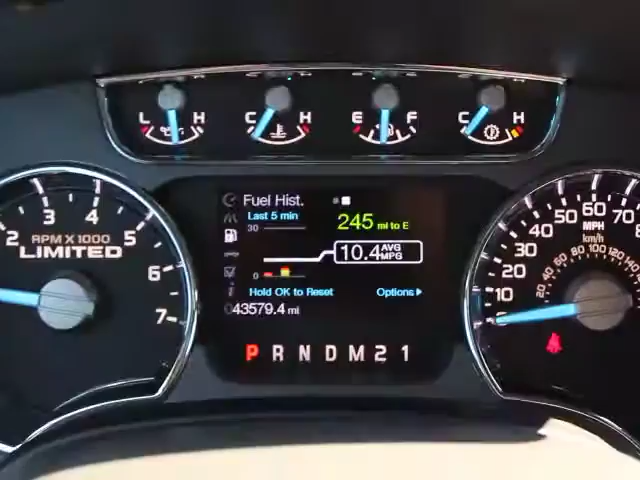 L H C H E F C H
Fuel Hist.
Last 5 min
30
245 mi to E
10.4 AVG MPG
0
Hold OK to Reset Options
043579.4 mi
P R N D M 2 1
2 3 4 5 6 7
RPM X 1000
LIMITED
10 20 30 40 50 60 70
MPH
km/h
20 40 60 80 100 120 140